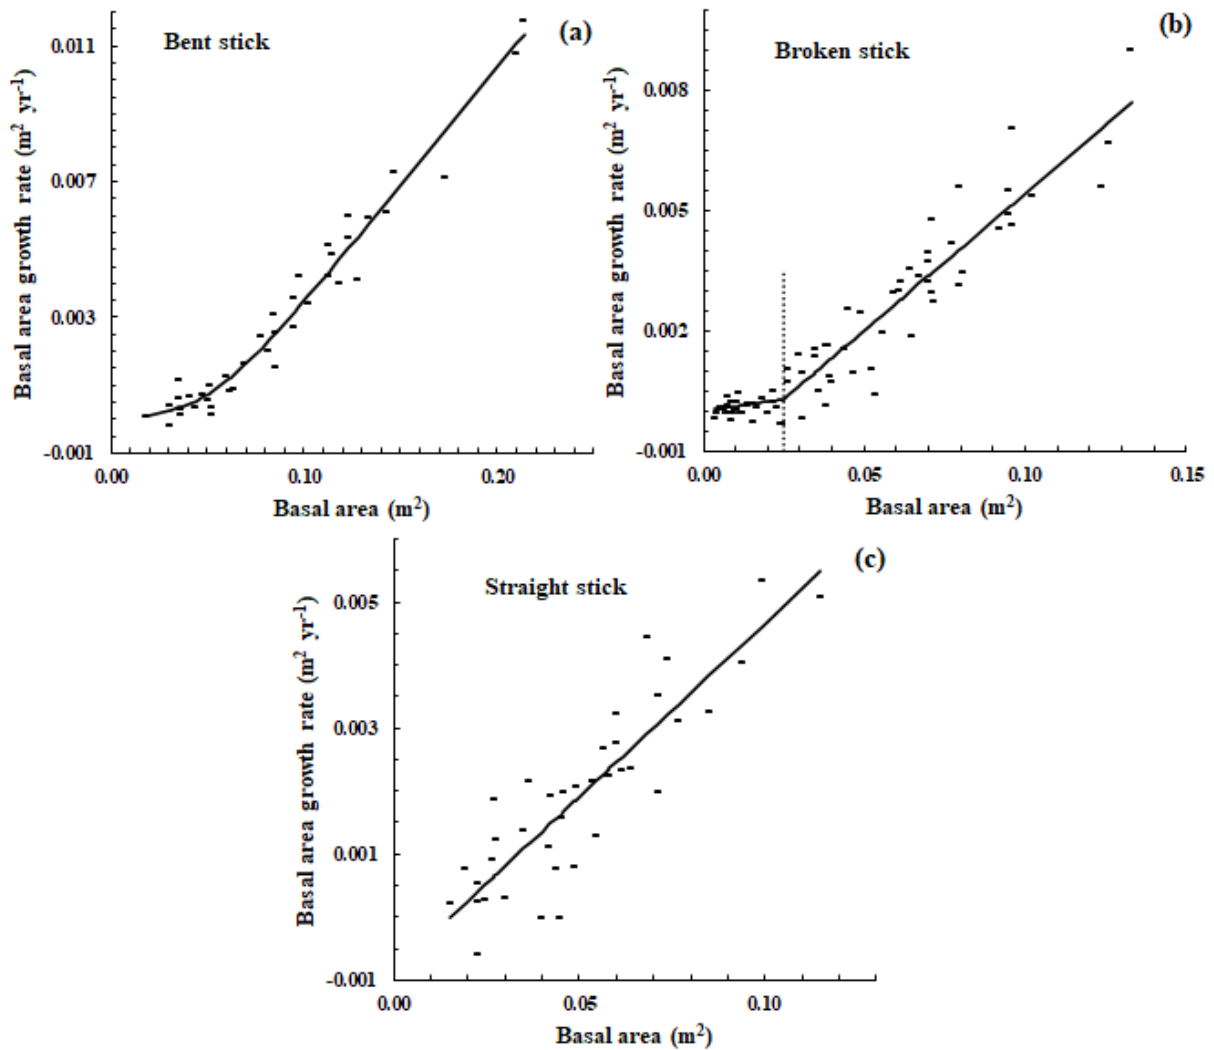 (a)
Bent stick
Basal area growth rate (m² yr⁻¹)
0.011
0.007
0.003
-0.001
0.00
0.10
0.20
Basal area (m²)
(b)
Broken stick
Basal area growth rate (m² yr⁻¹)
0.008
0.005
0.002
-0.001
0.00
0.05
0.10
0.15
Basal area (m²)
(c)
Straight stick
Basal area growth rate (m² yr⁻¹)
0.005
0.003
0.001
-0.001
0.00
0.05
0.10
Basal area (m²)